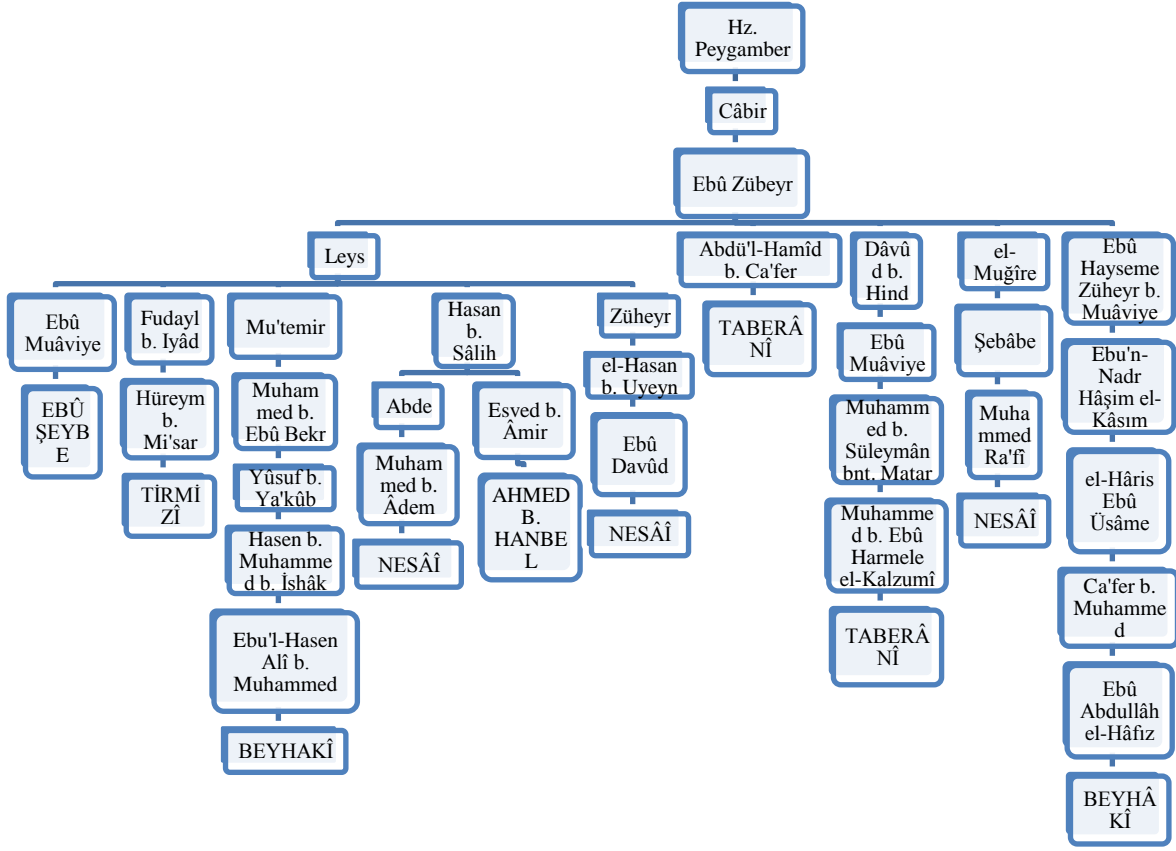 Hz.
Peygamber
Câbir
Ebû Zübeyr
Leys
Abdü'l-Hamîd
b. Ca'fer
Dâvû
d b.
Hind
el-
Muğîre
Ebû
Hayseme
Züheyr b.
Muâviye
Ebû
Muâviye
Fudayl
b. Iyâd
Mu'temir
Hasan
b.
Sâlih
Züheyr
TABERÂ
NÎ
Ebû
Muâviye
Şebâbe
Ebu'n-
Nadr
Hâşim el-
Kâsım
EBÛ
ŞEYB
E
Hüreym
b.
Mi'sar
Muham
med b.
Ebû Bekr
Abde
Esved b.
Âmir
el-Hasan
b. Uyeyn
Muhamm
ed b.
Süleymân
bnt. Matar
Muha
mmed
Ra'fî
el-Hâris
Ebû
Üsâme
TİRMİ
ZÎ
Yûsuf b.
Ya'kûb
Muham
med b.
Âdem
AHMED
B.
HANBE
L
Ebû
Davûd
Muhamme
d b. Ebû
Harmele
el-Kalzumî
NESÂÎ
Ca'fer b.
Muhamme
d
Hasen b.
Muhamme
d b. İshâk
NESÂÎ
NESÂÎ
TABERÂ
NÎ
Ebû
Abdullâh
el-Hâfız
Ebu'l-Hasen
Alî b.
Muhammed
BEYHAKÎ
BEYHÂ
KÎ